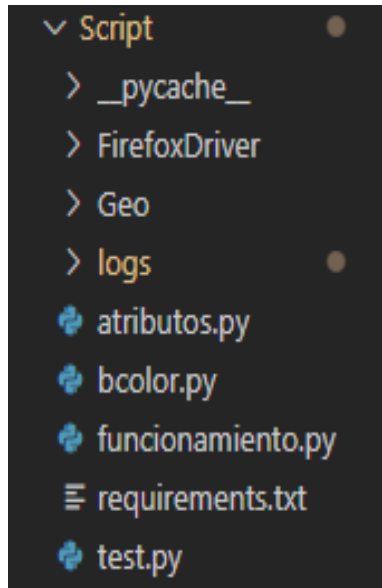 Script
__pycache__
FirefoxDriver
Geo
logs
atributos.py
bcolor.py
funcionamiento.py
requirements.txt
test.py